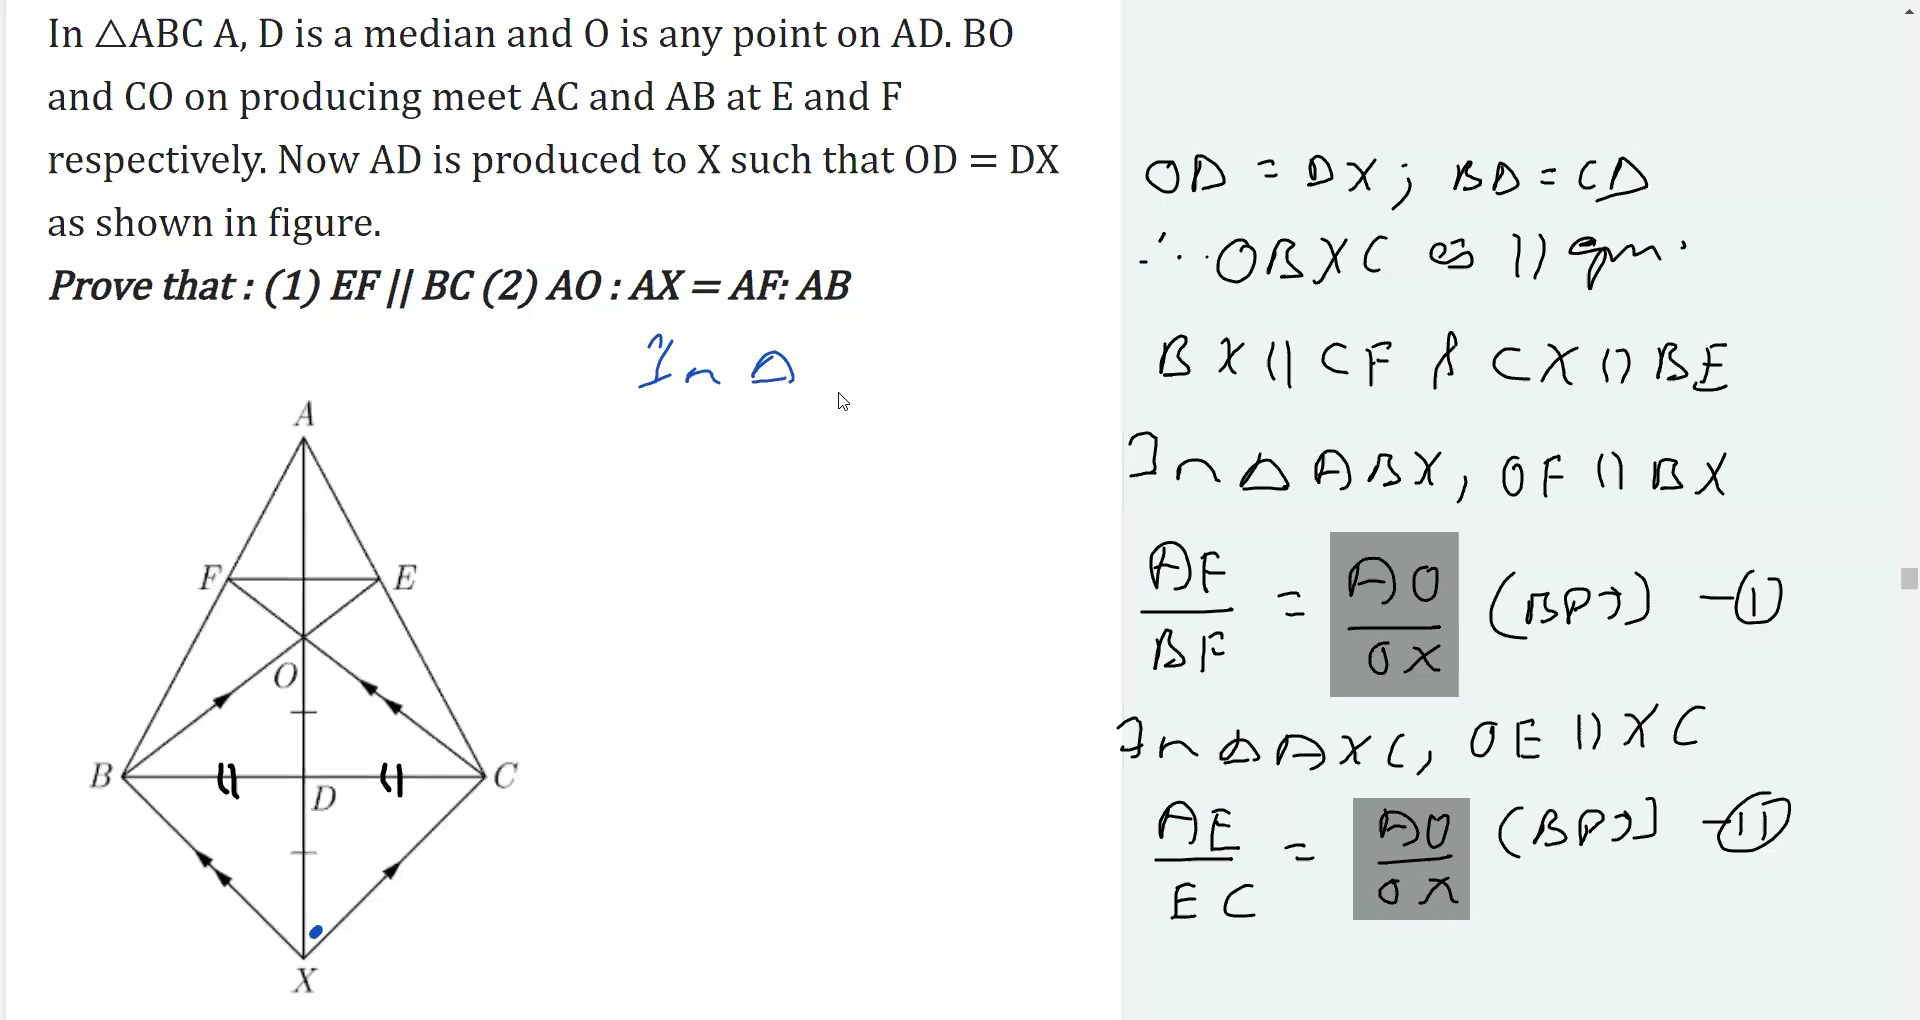 In △ABC A, D is a median and O is any point on AD. BO
and CO on producing meet AC and AB at E and F
respectively. Now AD is produced to X such that OD = DX
as shown in figure.
Prove that : (1) EF || BC (2) AO : AX = AF: AB
In △
A
F
E
O
B
D
C
X
OD = DX; BD = CD
∴ OBXC is || gm.
BX || CF & CX || BE
In △ABX, OF || BX
AF/BF = AO/OX (BPT) - ①
In △AXC, OE || XC
AE/EC = AO/OX (BPT) - ⑪